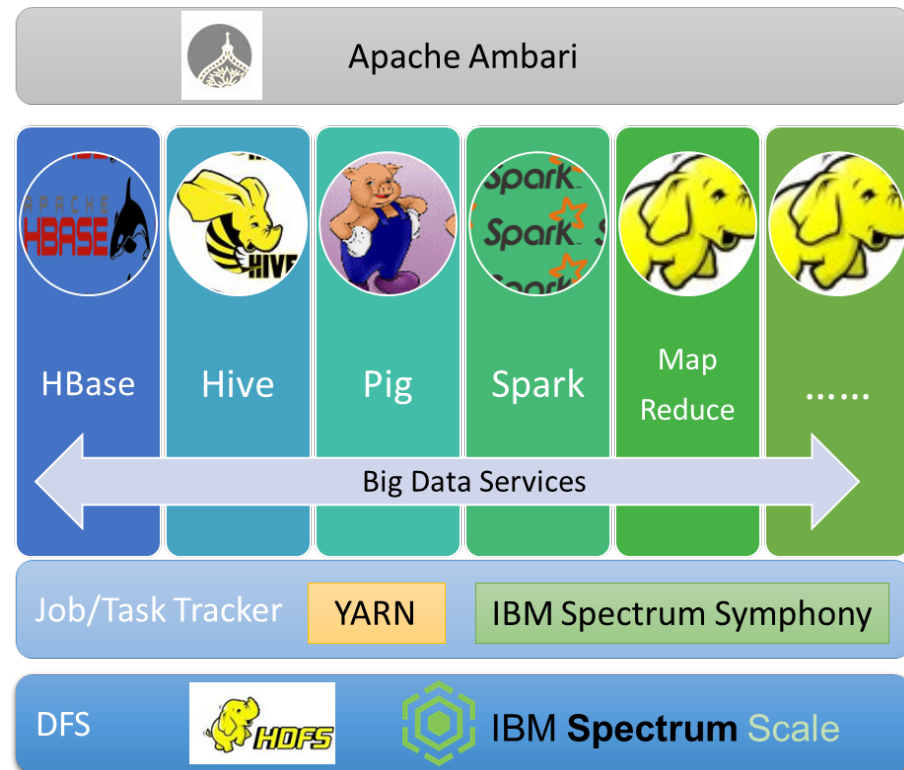 Apache Ambari
APACHE
HBASE
HIVE
Spark
Spark
Spark
HBase
Hive
Pig
Spark
Map
Reduce
......
Big Data Services
Job/Task Tracker
YARN
IBM Spectrum Symphony
DFS
HDFS
IBM Spectrum Scale